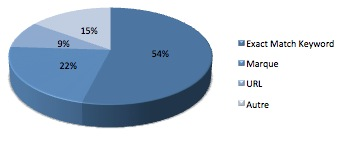 15%
9%
22%
54%
Exact Match Keyword
Marque
URL
Autre